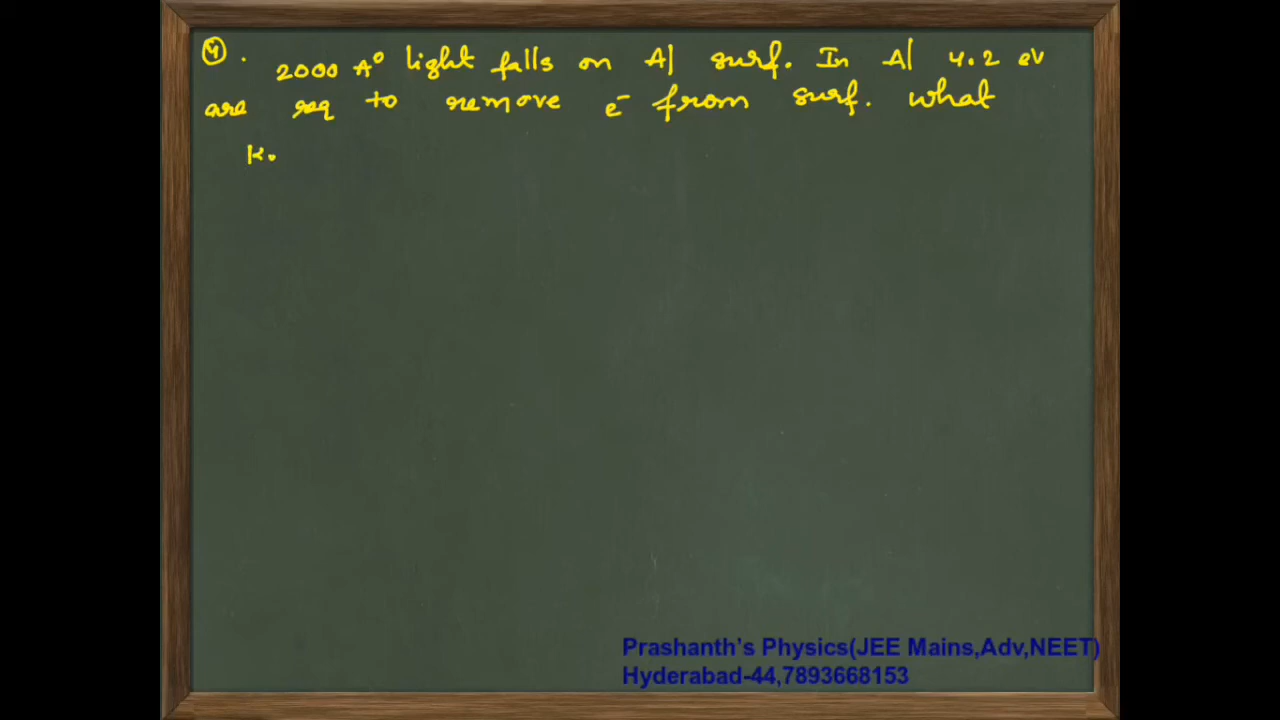 ④. 2000 A° light falls on Al surf. In Al 4.2 ev
are req to remove e⁻ from surf. what
K.
Prashanth's Physics(JEE Mains,Adv,NEET)
Hyderabad-44,7893668153